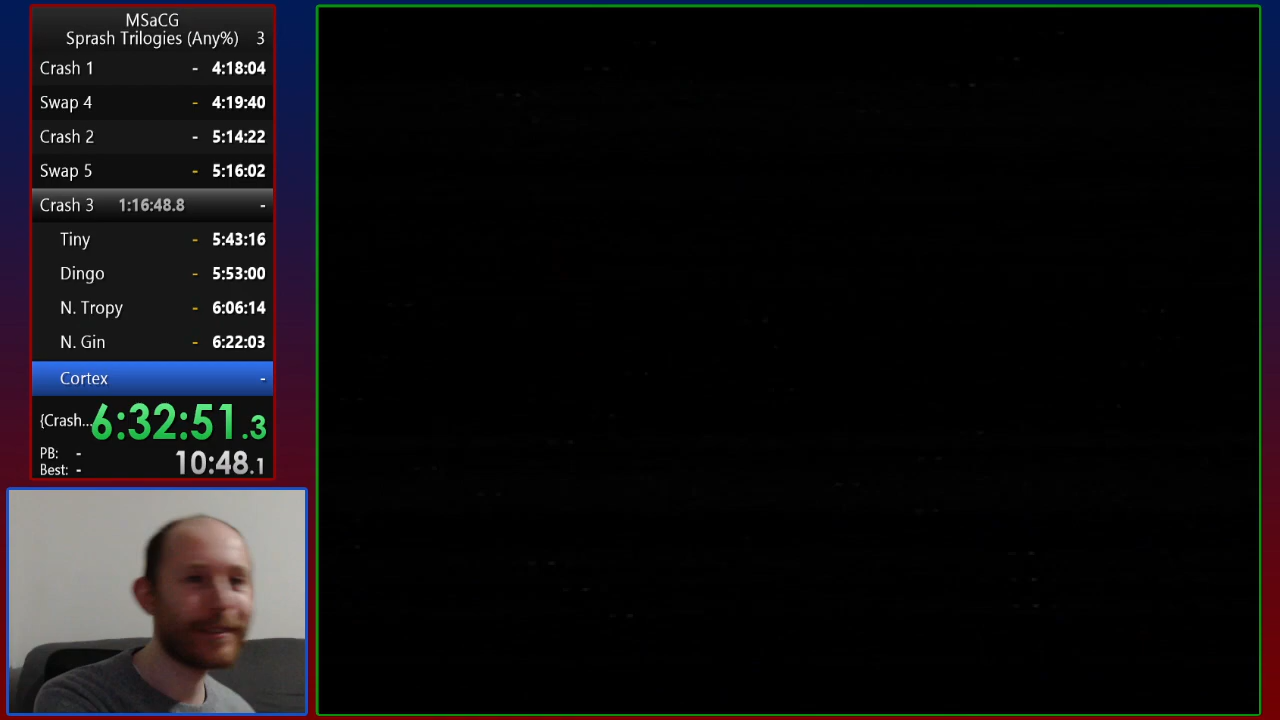 MSaCG
Sprash Trilogies (Any%) 3
Crash 1 - 4:18:04
Swap 4 - 4:19:40
Crash 2 - 5:14:22
Swap 5 - 5:16:02
Crash 3 1:16:48.8 -
Tiny - 5:43:16
Dingo - 5:53:00
N. Tropy - 6:06:14
N. Gin - 6:22:03
Cortex -
{Crash... 6:32:51.3
PB: -
Best: - 10:48.1